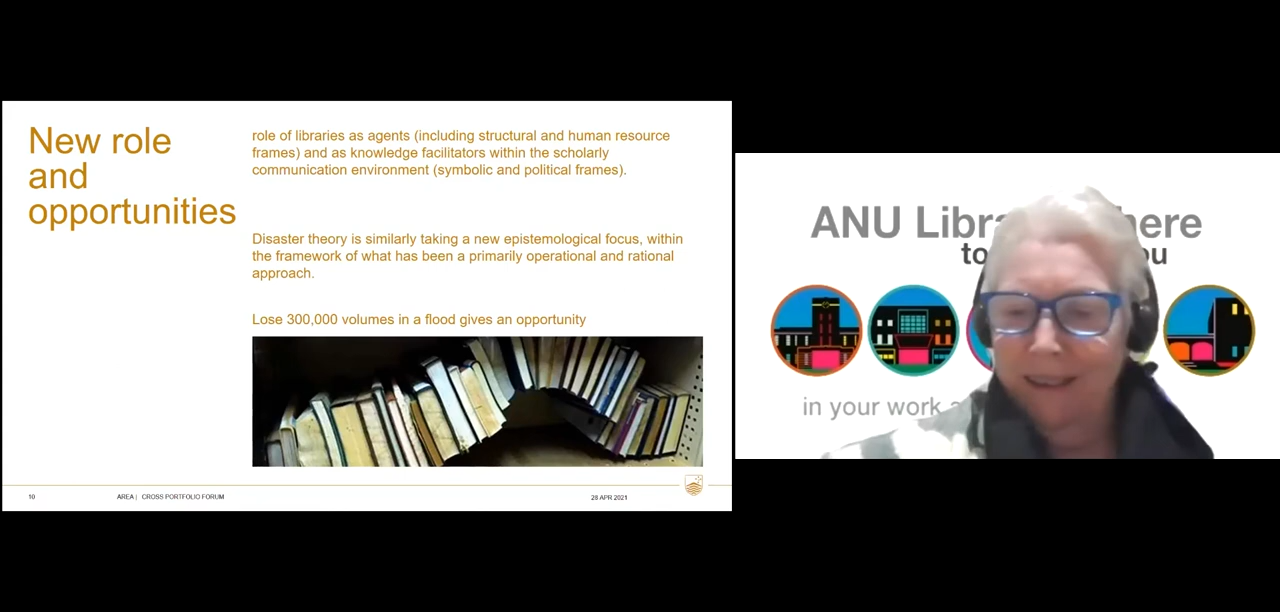 New role
and
opportunities
role of libraries as agents (including structural and human resource
frames) and as knowledge facilitators within the scholarly
communication environment (symbolic and political frames).
Disaster theory is similarly taking a new epistemological focus, within
the framework of what has been a primarily operational and rational
approach.
Lose 300,000 volumes in a flood gives an opportunity
10 AREA | CROSS PORTFOLIO FORUM 28 APR 2021
ANU here
to
in your work